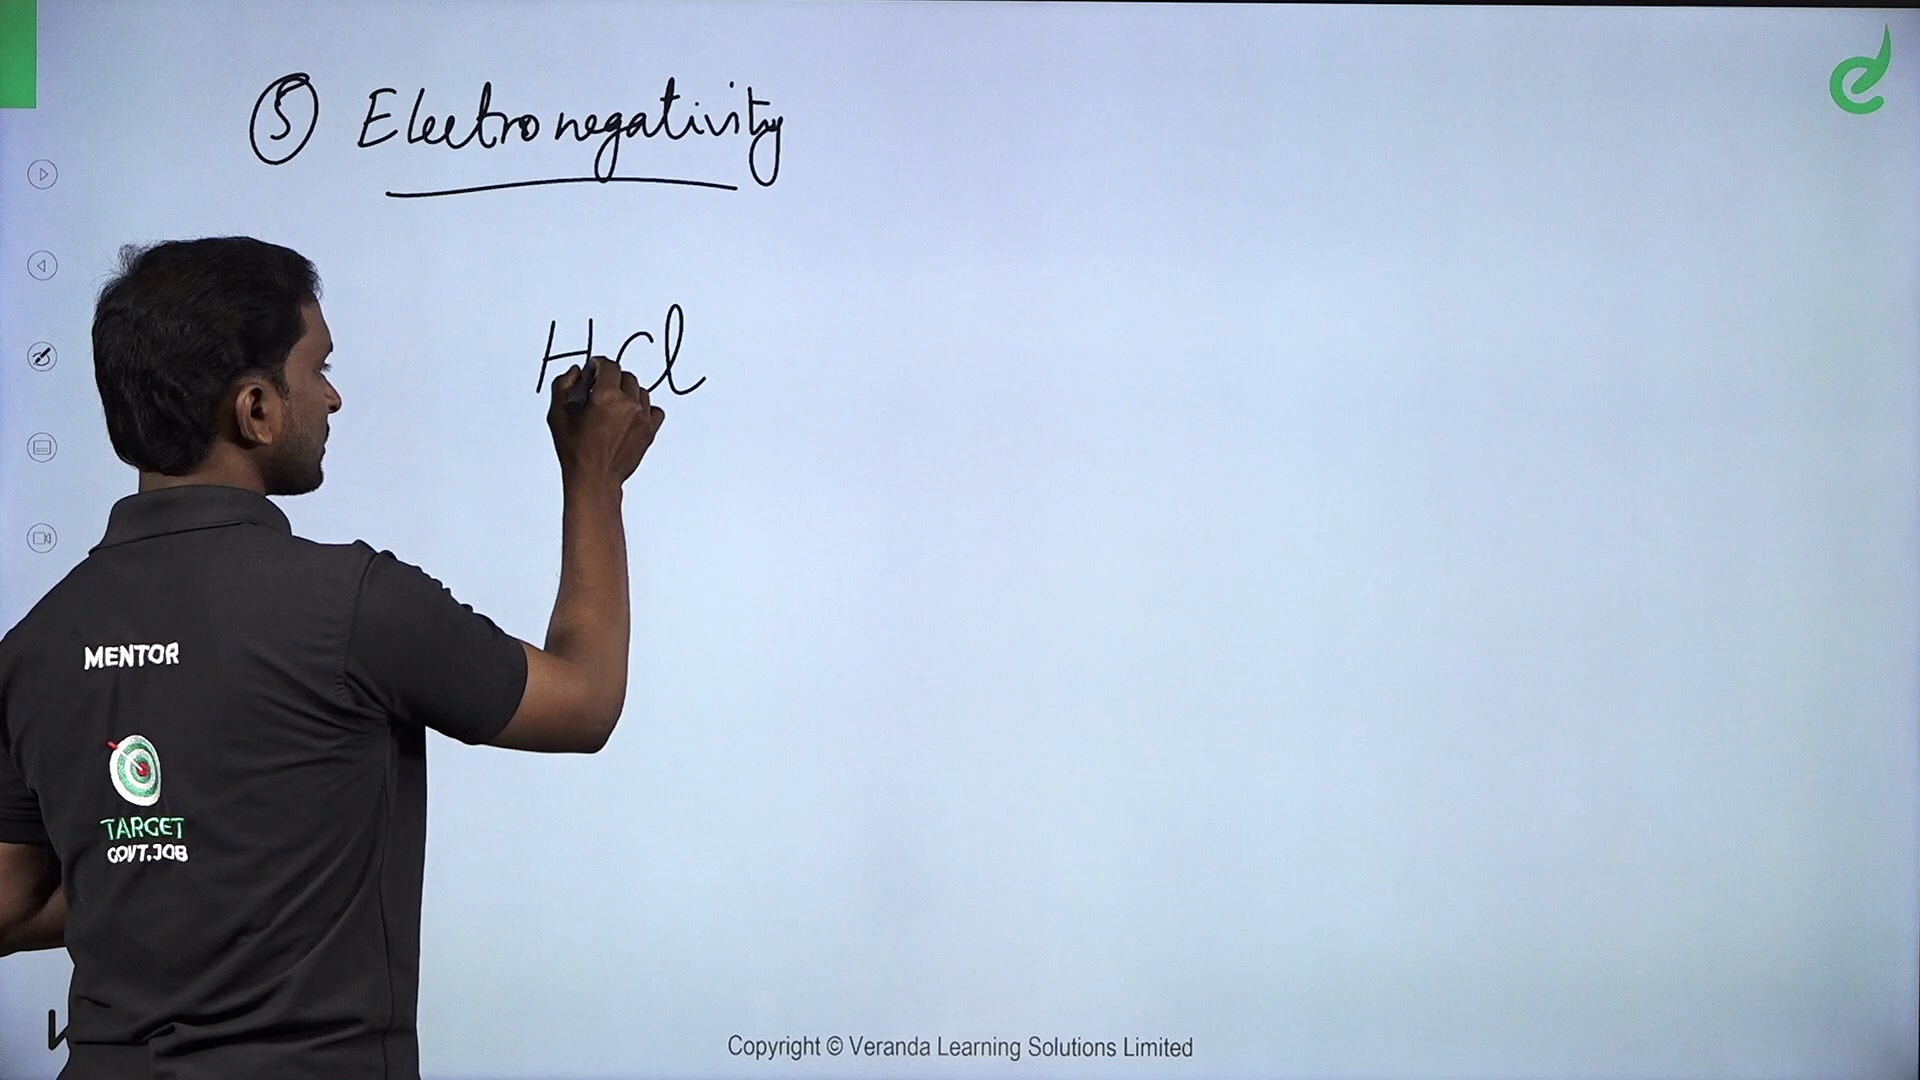 ⑤ Electronegativity
HCl
MENTOR
TARGET
GOVT.JOB
Copyright © Veranda Learning Solutions Limited